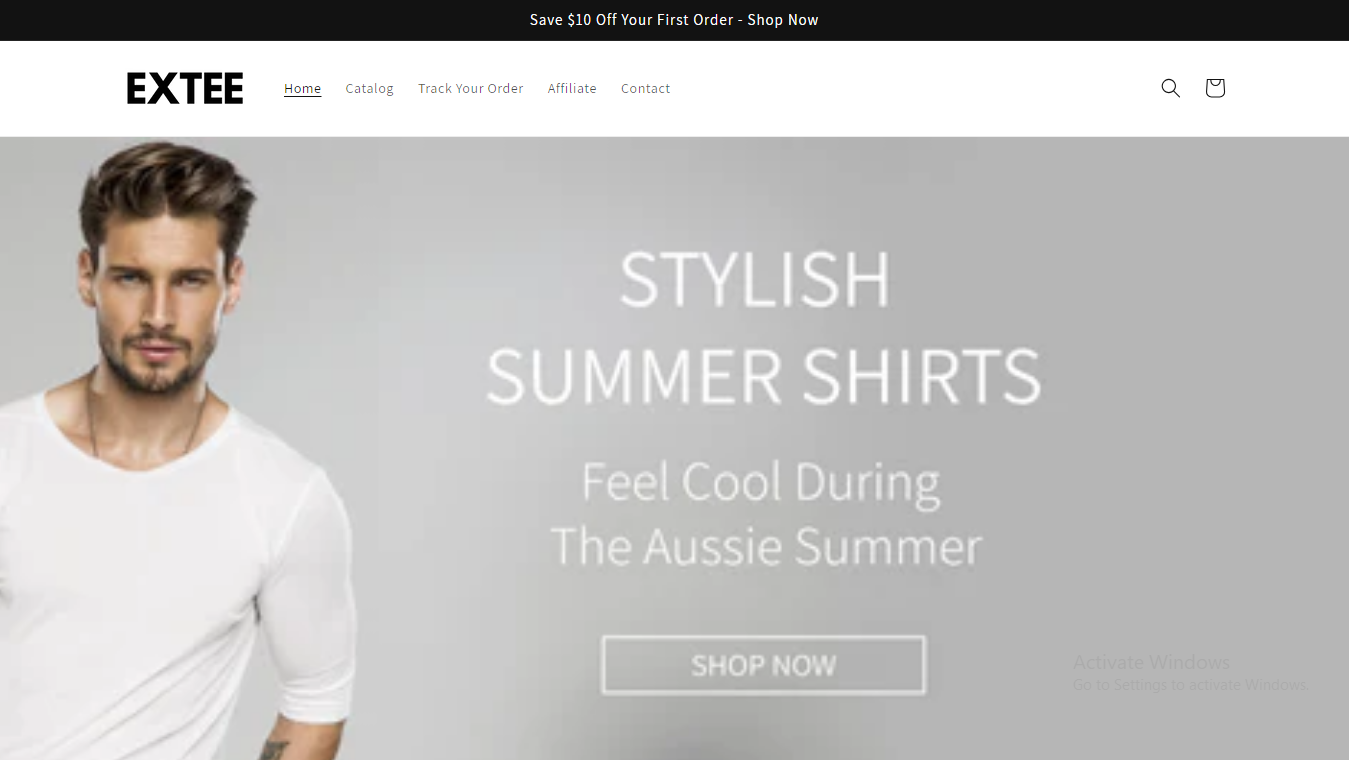 Save $10 Off Your First Order - Shop Now
EXTEE
Home
Catalog
Track Your Order
Affiliate
Contact
STYLISH
SUMMER SHIRTS
Feel Cool During
The Aussie Summer
SHOP NOW
Activate Windows
Go to Settings to activate Windows.